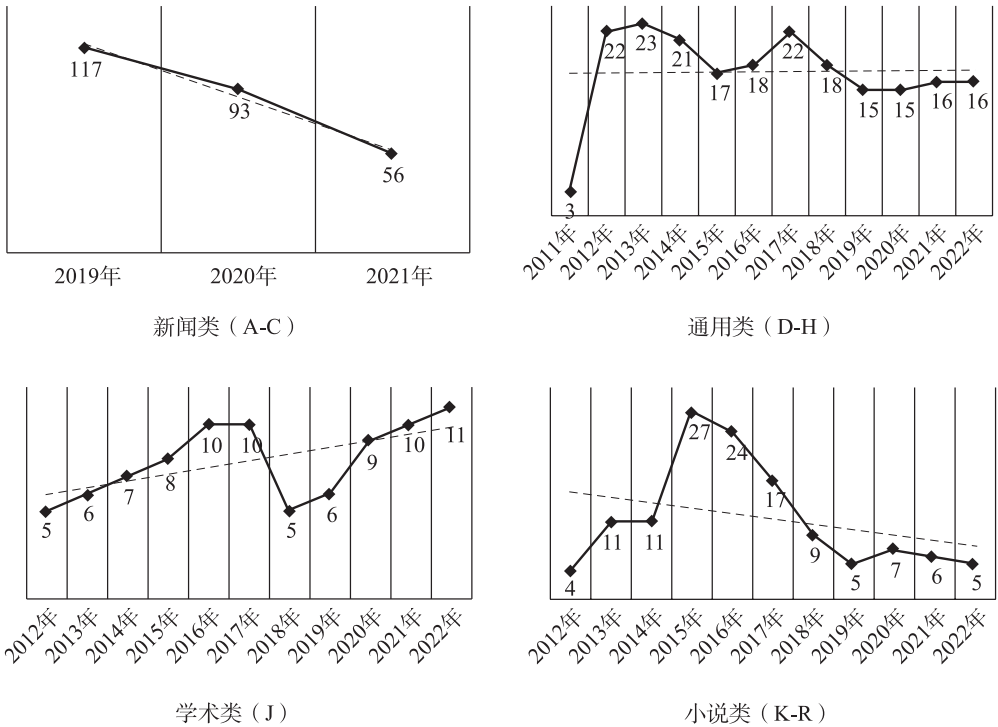 117
93
56
2019年
2020年
2021年
新闻类（A-C）
3
22
23
21
17
18
22
18
15
15
16
16
2011年
2012年
2013年
2014年
2015年
2016年
2017年
2018年
2019年
2020年
2021年
2022年
通用类（D-H）
5
6
7
8
10
10
5
6
9
10
11
2012年
2013年
2014年
2015年
2016年
2017年
2018年
2019年
2020年
2021年
2022年
学术类（J）
4
11
11
27
24
17
9
5
7
6
5
2012年
2013年
2014年
2015年
2016年
2017年
2018年
2019年
2020年
2021年
2022年
小说类（K-R）